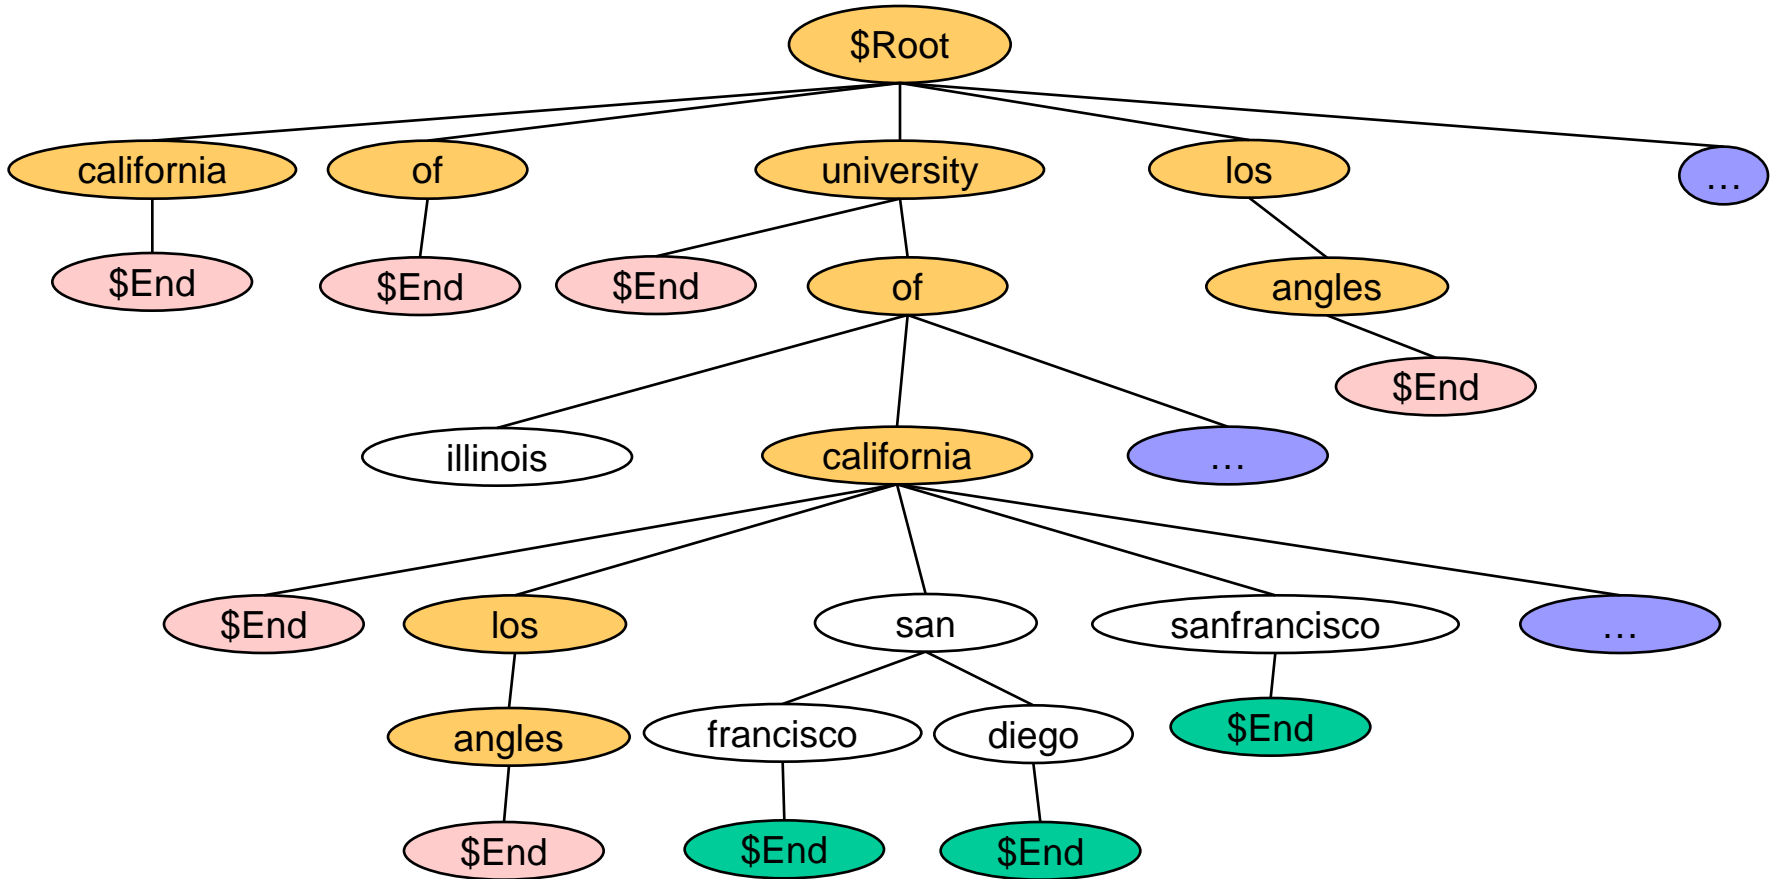 $Root
california
of
university
los
…
$End
$End
$End
of
angles
$End
illinois
california
…
$End
los
san
sanfrancisco
…
angles
francisco
diego
$End
$End
$End
$End